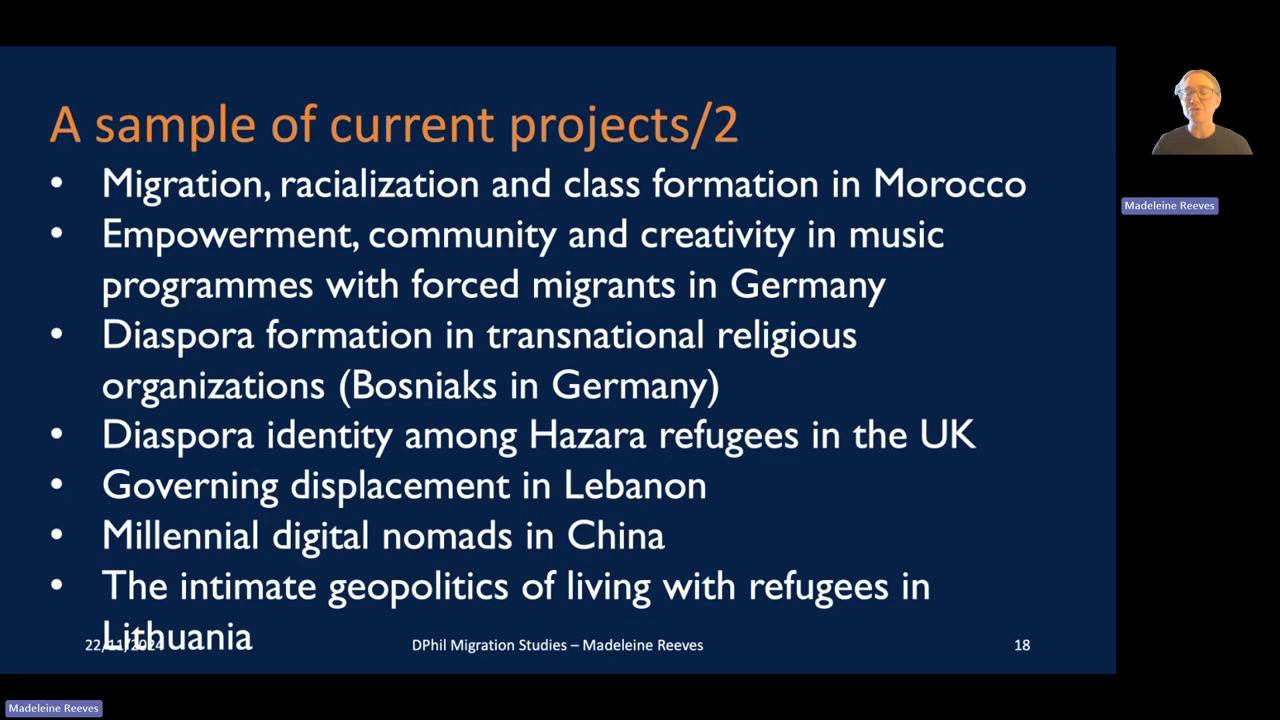 A sample of current projects/2
• Migration, racialization and class formation in Morocco
• Empowerment, community and creativity in music
programmes with forced migrants in Germany
• Diaspora formation in transnational religious
organizations (Bosniaks in Germany)
• Diaspora identity among Hazara refugees in the UK
• Governing displacement in Lebanon
• Millennial digital nomads in China
• The intimate geopolitics of living with refugees in
Lithuania
22/11/2024
DPhil Migration Studies – Madeleine Reeves
18
Madeleine Reeves
Madeleine Reeves